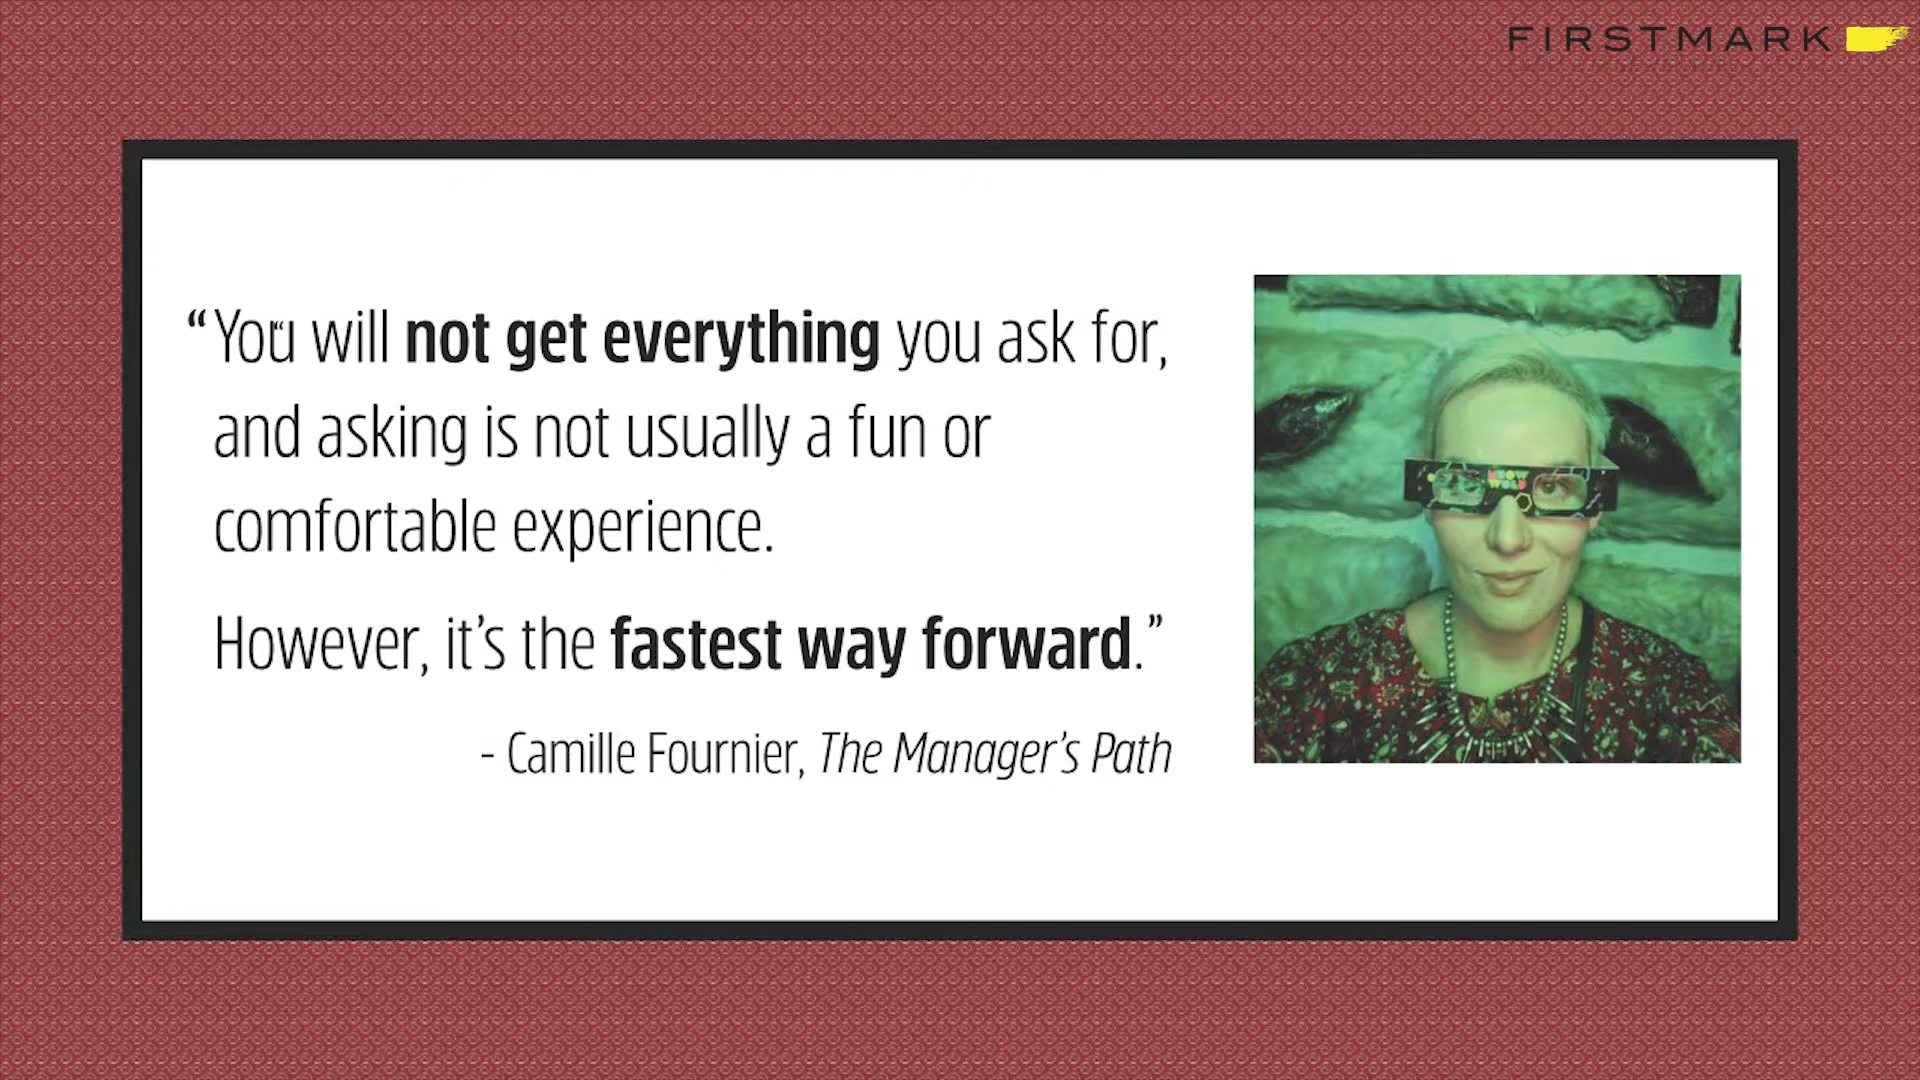 FIRSTMARK
“You will not get everything you ask for,
and asking is not usually a fun or
comfortable experience.
However, it’s the fastest way forward.”
- Camille Fournier, The Manager’s Path